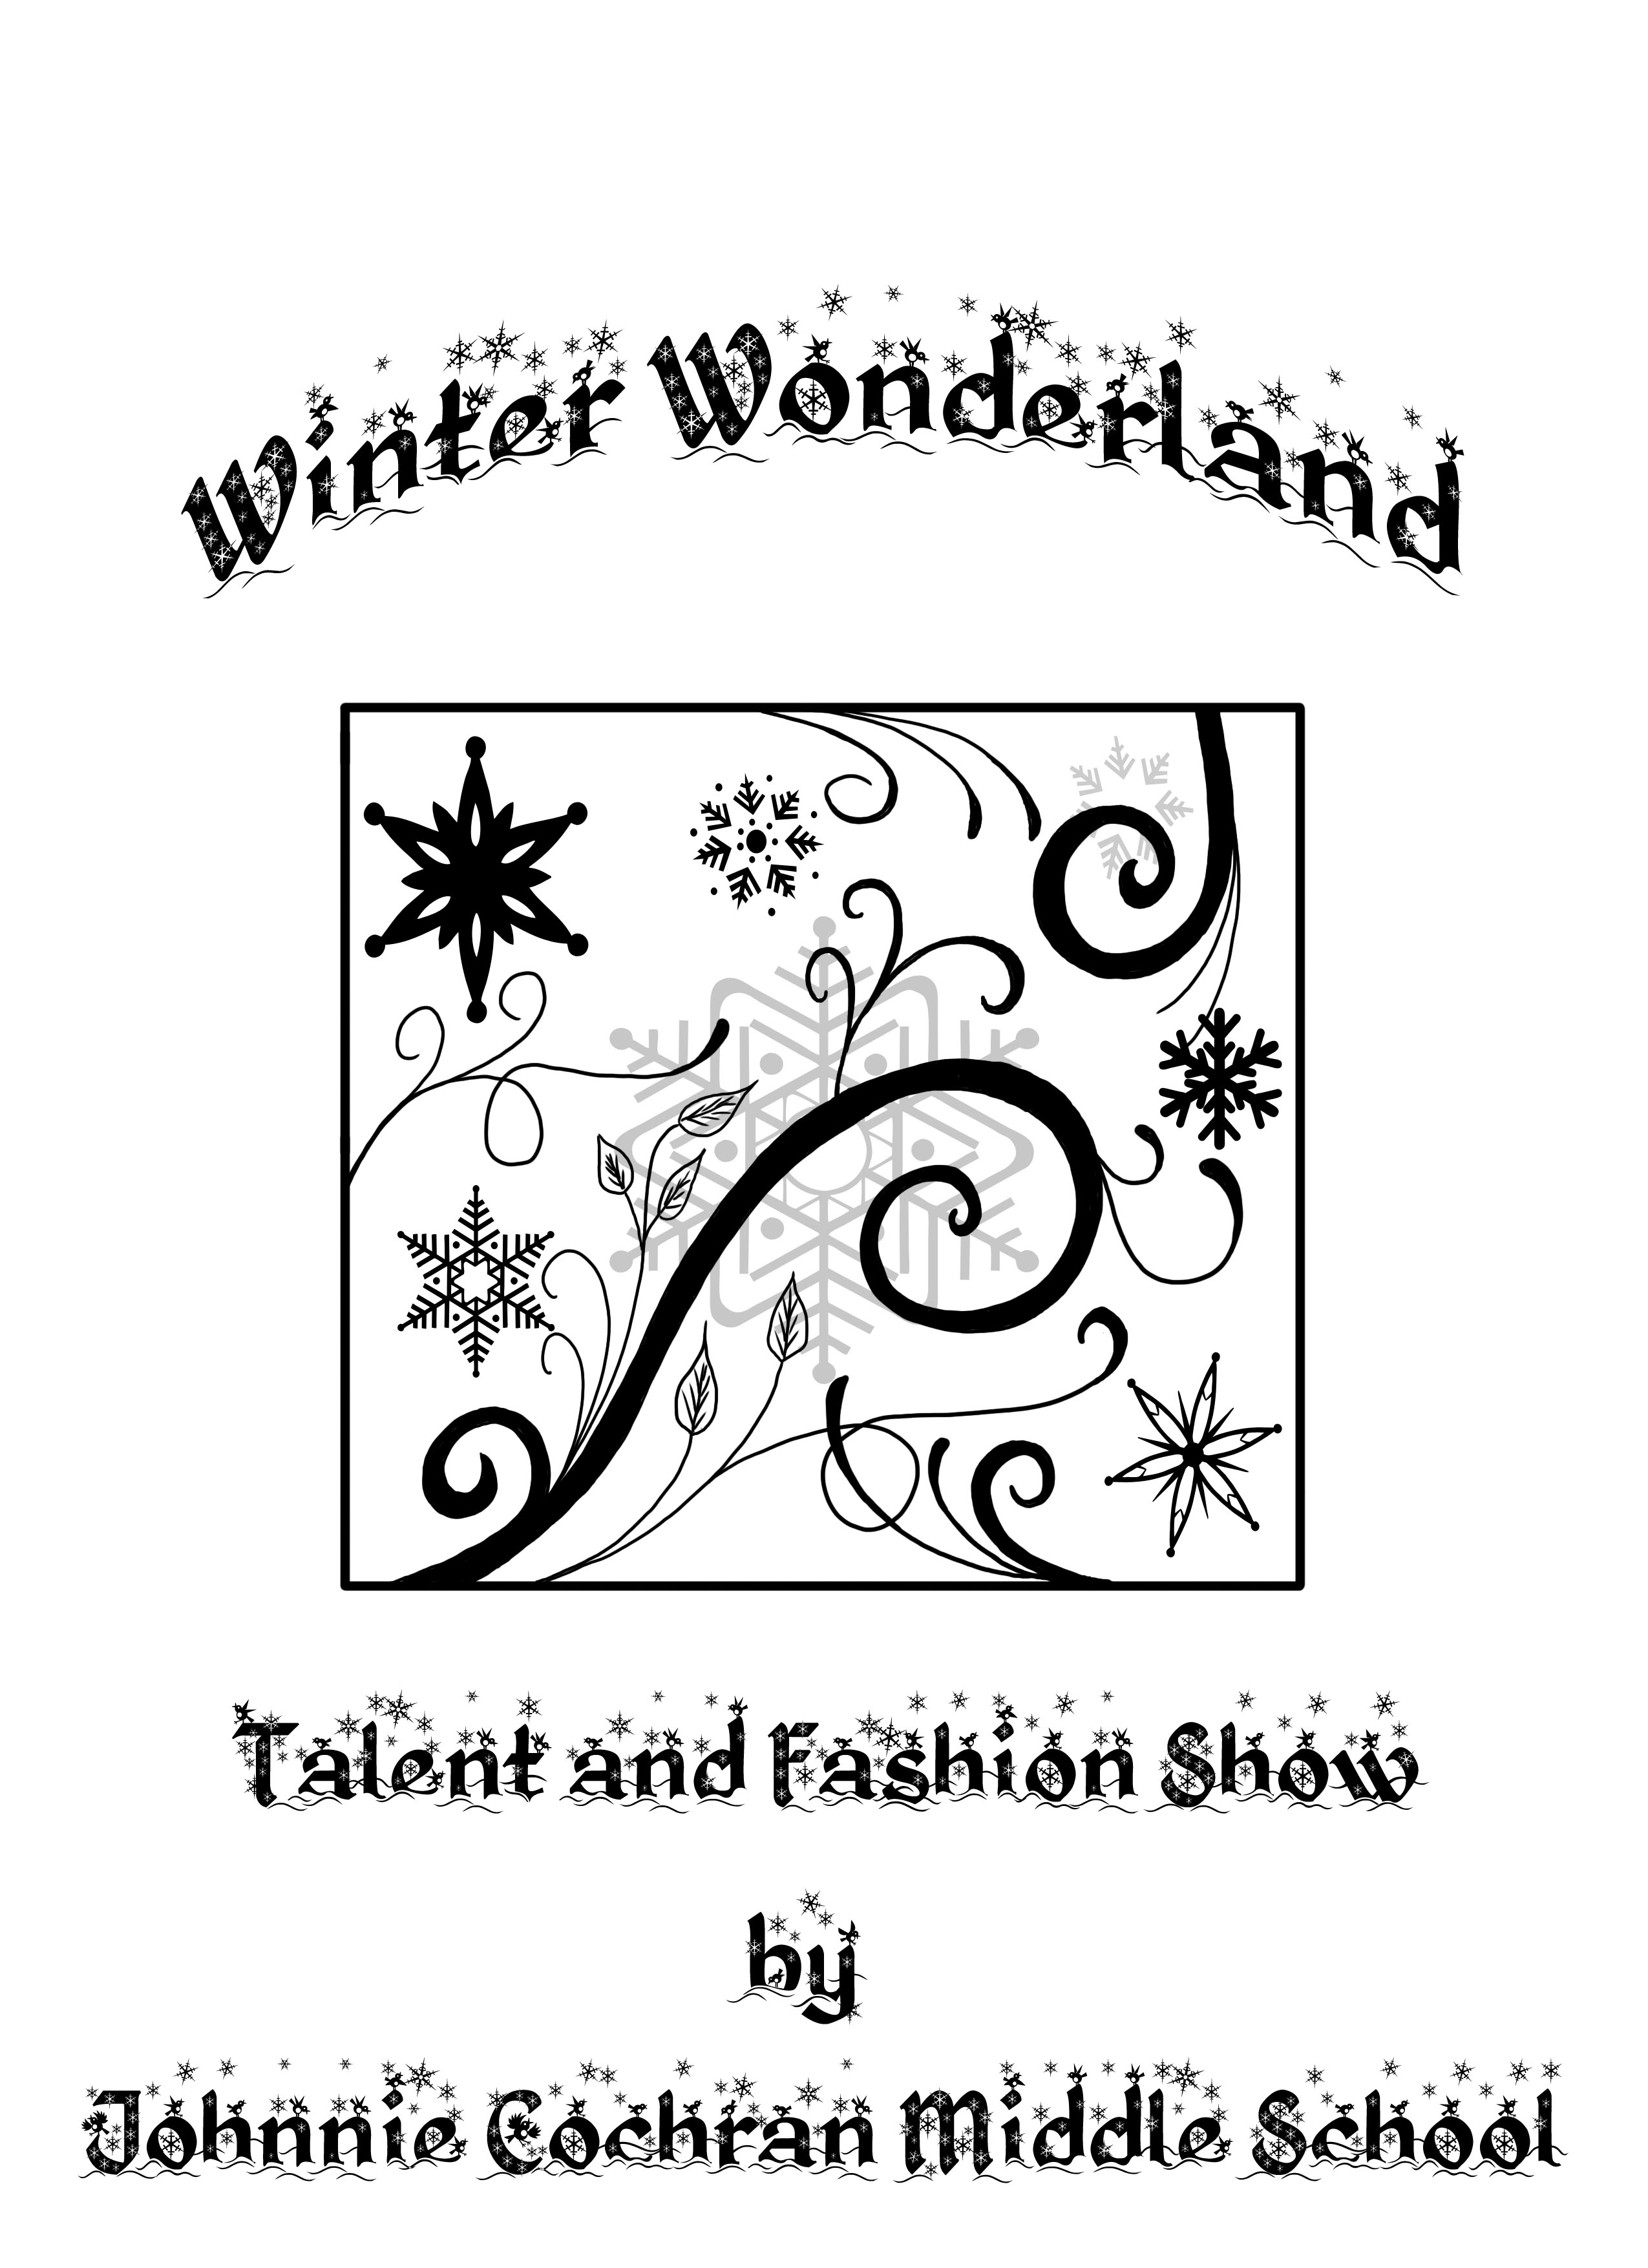 Winter Wonderland
Talent and Fashion Show
by
Johnnie Cochran Middle School